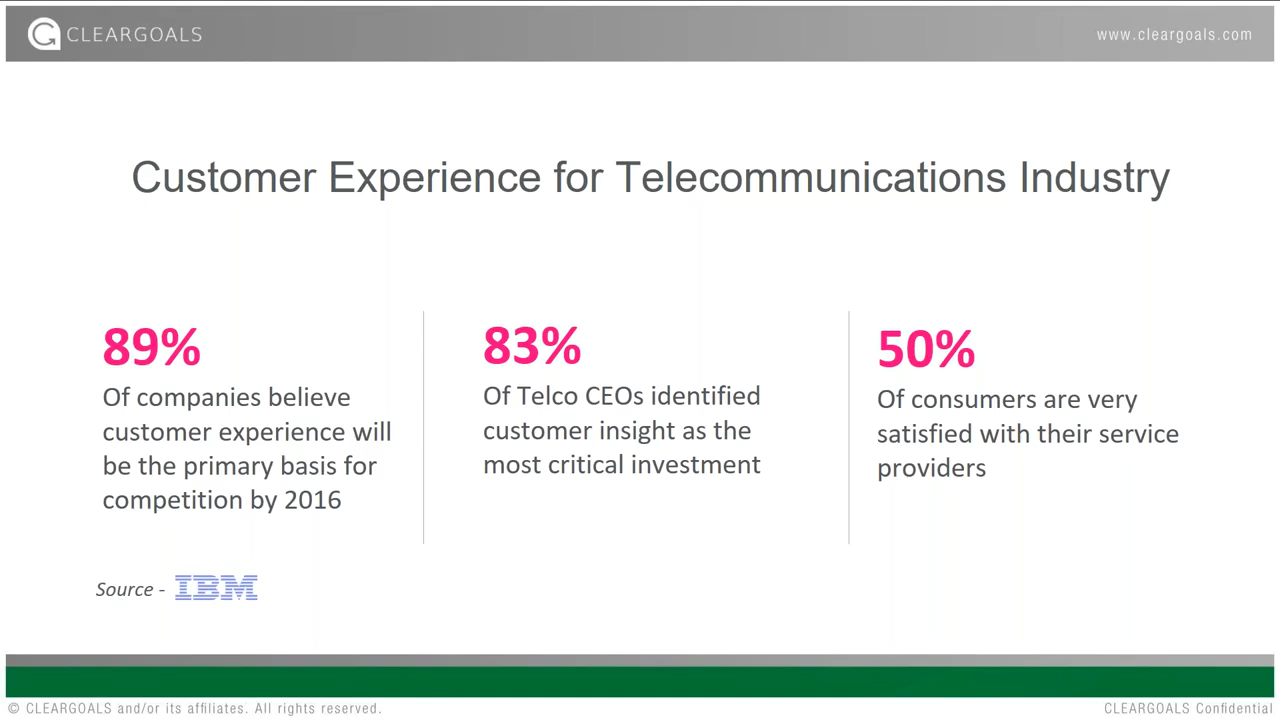 CLEARGOALS
www.cleargoals.com
Customer Experience for Telecommunications Industry
89%
Of companies believe
customer experience will
be the primary basis for
competition by 2016
83%
Of Telco CEOs identified
customer insight as the
most critical investment
50%
Of consumers are very
satisfied with their service
providers
Source - IBM
© CLEARGOALS and/or its affiliates. All rights reserved.
CLEARGOALS Confidential